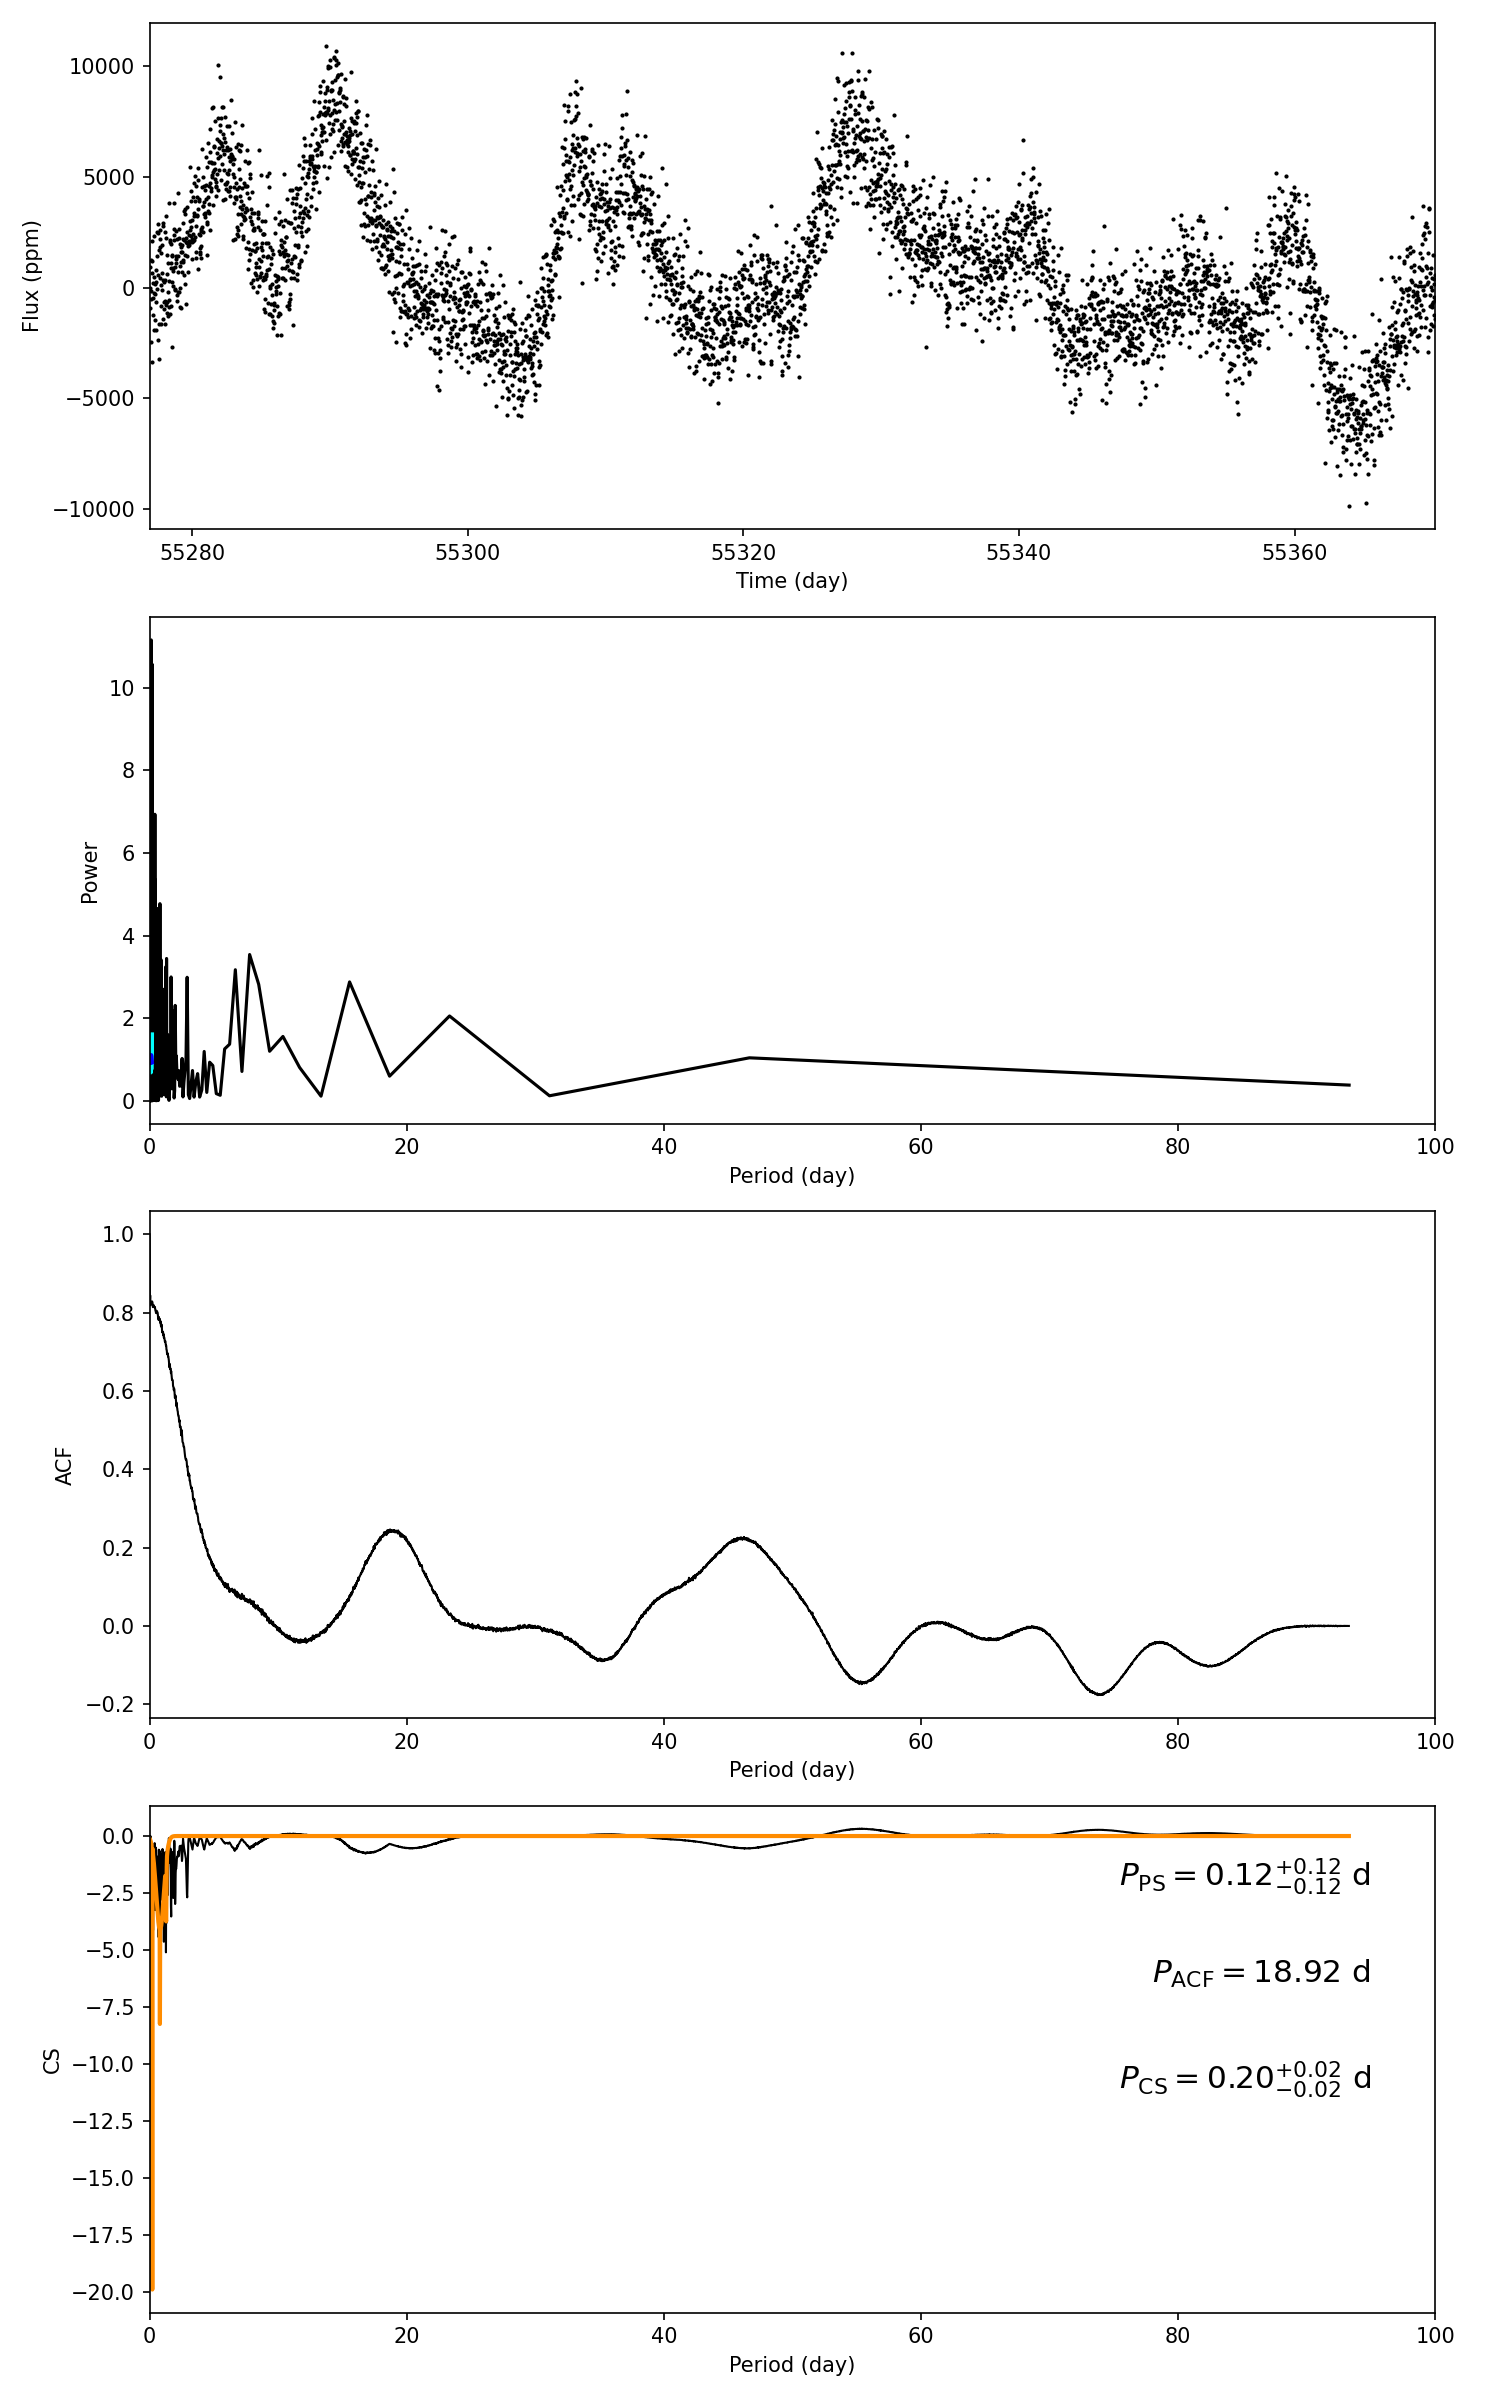 10000
5000
0
−5000
−10000
Flux (ppm)
55280 55300 55320 55340 55360
Time (day)
10
8
6
4
2
0
Power
0 20 40 60 80 100
Period (day)
1.0
0.8
0.6
0.4
0.2
0.0
−0.2
ACF
0 20 40 60 80 100
Period (day)
0.0
−2.5
−5.0
−7.5
−10.0
−12.5
−15.0
−17.5
−20.0
CS
P_PS = 0.12 +0.12 −0.12 d
P_ACF = 18.92 d
P_CS = 0.20 +0.02 −0.02 d
0 20 40 60 80 100
Period (day)